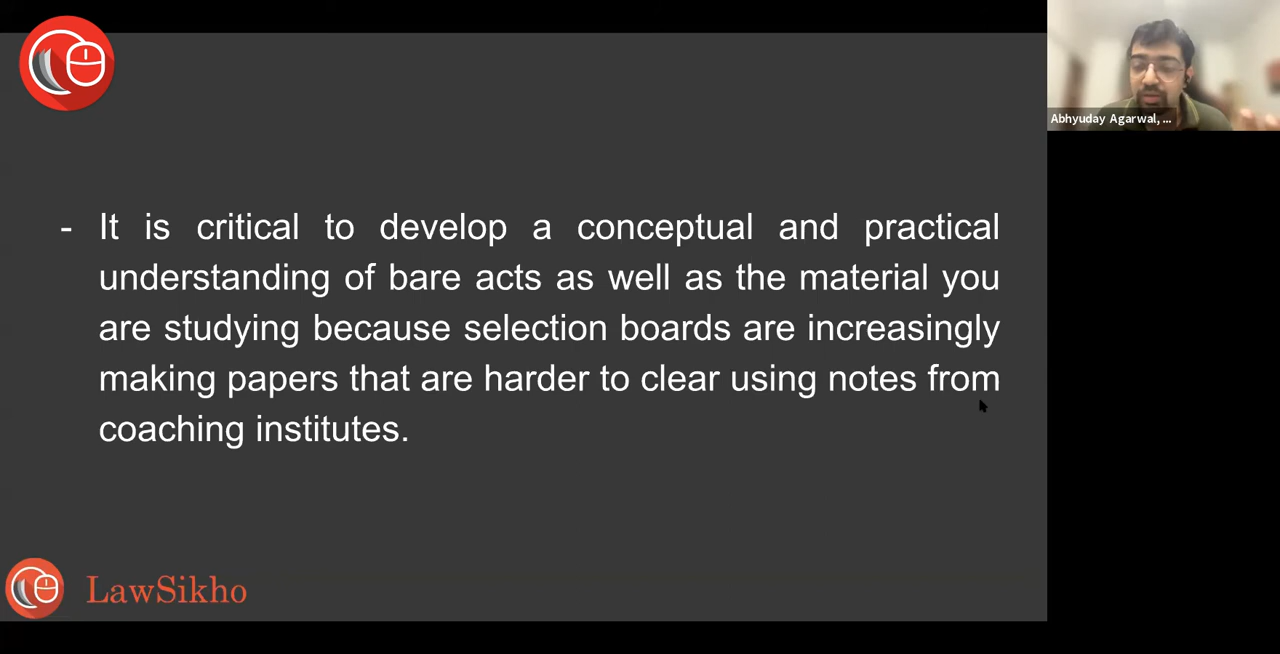 Abhyuday Agarwal, ...
- It is critical to develop a conceptual and practical
understanding of bare acts as well as the material you
are studying because selection boards are increasingly
making papers that are harder to clear using notes from
coaching institutes.
LawSikho